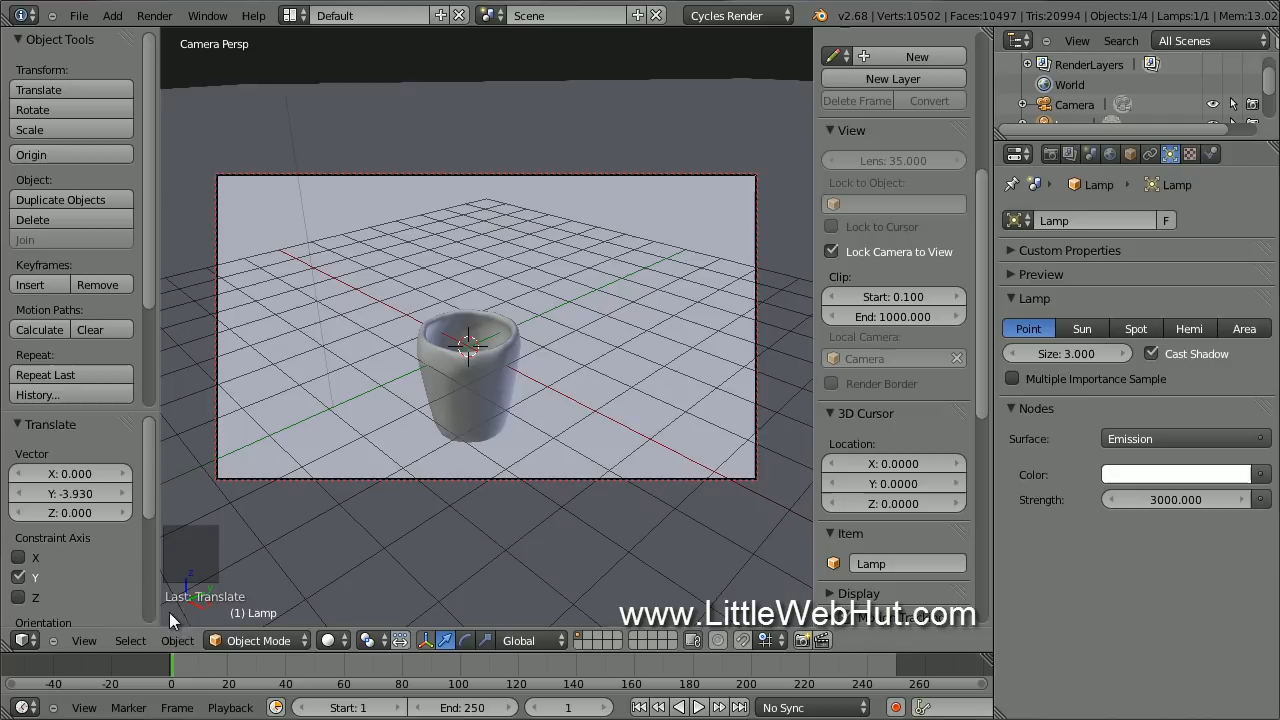 File Add Render Window Help Default Scene Cycles Render v2.68 | Verts:10502 | Faces:10497 | Tris:20994 | Objects:1/4 | Lamps:1/1 | Mem:13.02
Object Tools
Transform:
Translate
Rotate
Scale
Origin
Object:
Duplicate Objects
Delete
Join
Keyframes:
Insert Remove
Motion Paths:
Calculate Clear
Repeat:
Repeat Last
History...
Translate
Vector
X: 0.000
Y: -3.930
Z: 0.000
Constraint Axis
X
Y
Z
Orientation
Camera Persp
Last: Translate
(1) Lamp
New
New Layer
Delete Frame Convert
View
Lens: 35.000
Lock to Object:
Lock to Cursor
Lock Camera to View
Clip:
Start: 0.100
End: 1000.000
Local Camera:
Camera
Render Border
3D Cursor
Location:
X: 0.0000
Y: 0.0000
Z: 0.0000
Item
Lamp
Display
www.LittleWebHut.com
View Search All Scenes
RenderLayers
World
Camera
Lamp Lamp
Lamp F
Custom Properties
Preview
Lamp
Point Sun Spot Hemi Area
Size: 3.000 Cast Shadow
Multiple Importance Sample
Nodes
Surface: Emission
Color:
Strength: 3000.000
View Select Object Object Mode Global
-40 -20 0 20 40 60 80 100 120 140 160 180 200 220 240 260
View Marker Frame Playback Start: 1 End: 250 1 No Sync